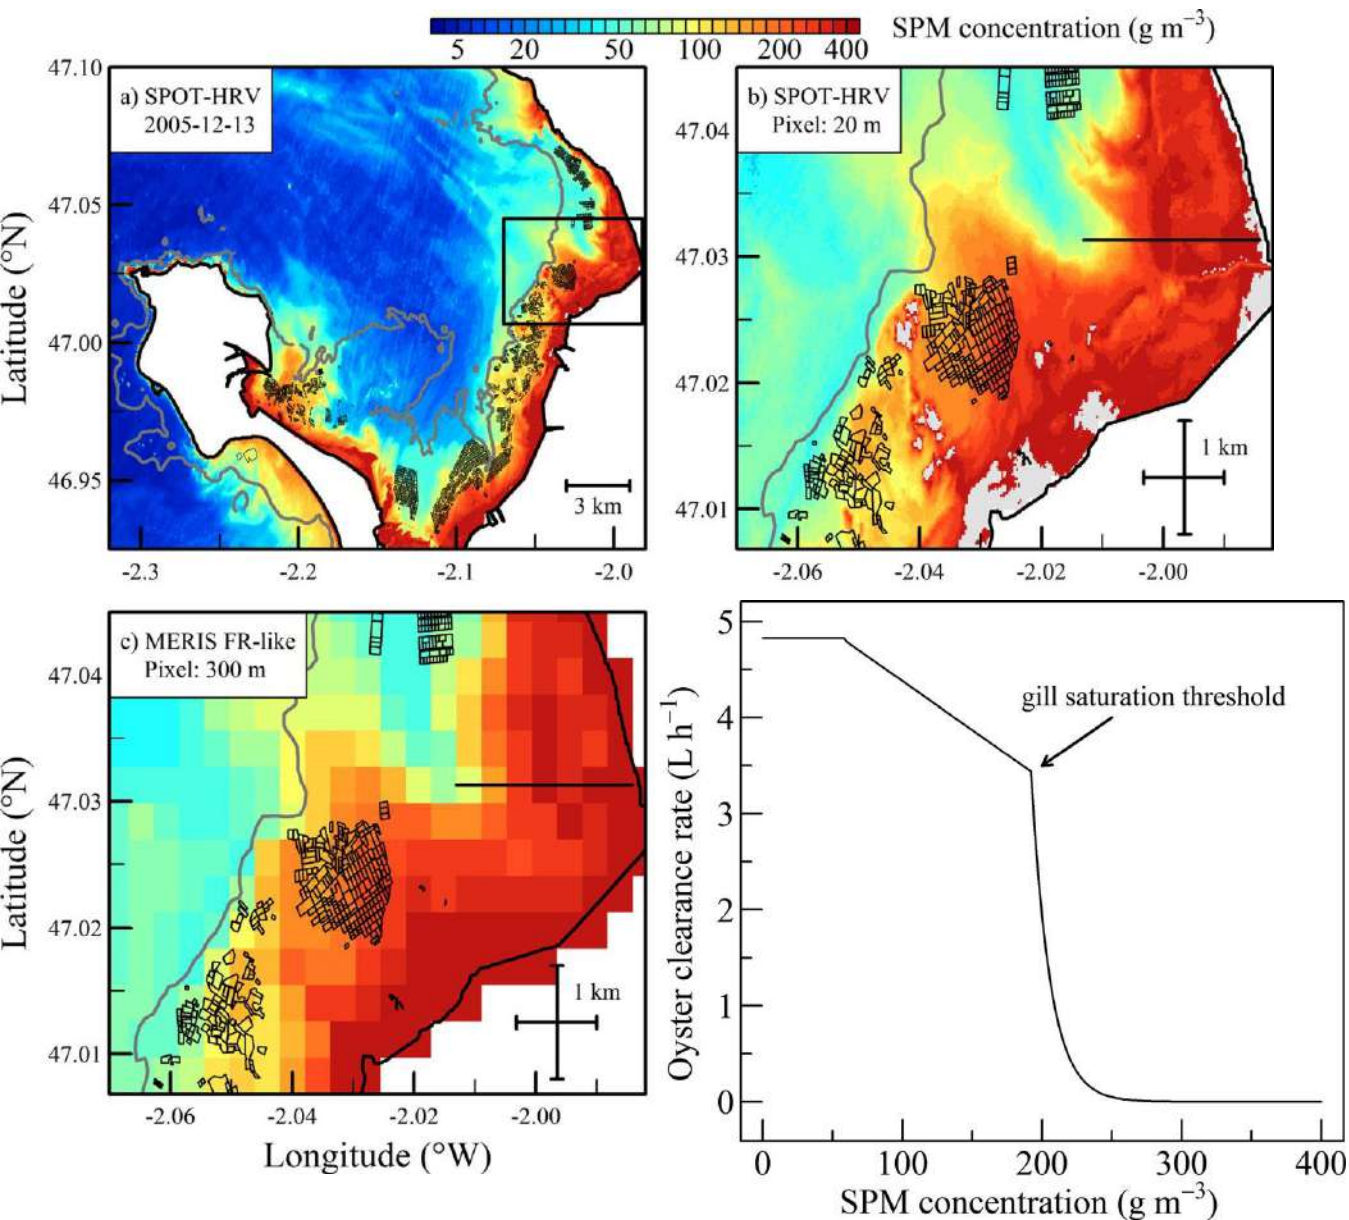 SPM concentration (g m⁻³)
5 20 50 100 200 400
a) SPOT-HRV
2005-12-13
47.10
47.05
47.00
46.95
Latitude (°N)
3 km
-2.3 -2.2 -2.1 -2.0
b) SPOT-HRV
Pixel: 20 m
47.04
47.03
47.02
47.01
1 km
-2.06 -2.04 -2.02 -2.00
c) MERIS FR-like
Pixel: 300 m
47.04
47.03
47.02
47.01
Latitude (°N)
1 km
-2.06 -2.04 -2.02 -2.00
Longitude (°W)
5
4
3
2
1
0
Oyster clearance rate (L h⁻¹)
gill saturation threshold
0 100 200 300 400
SPM concentration (g m⁻³)